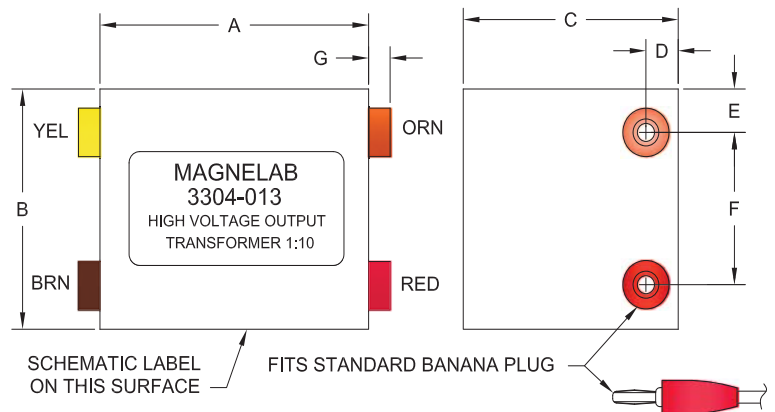 A
G
C
D
E
YEL
ORN
MAGNELAB
3304-013
HIGH VOLTAGE OUTPUT
TRANSFORMER 1:10
B
F
BRN
RED
SCHEMATIC LABEL
ON THIS SURFACE
FITS STANDARD BANANA PLUG